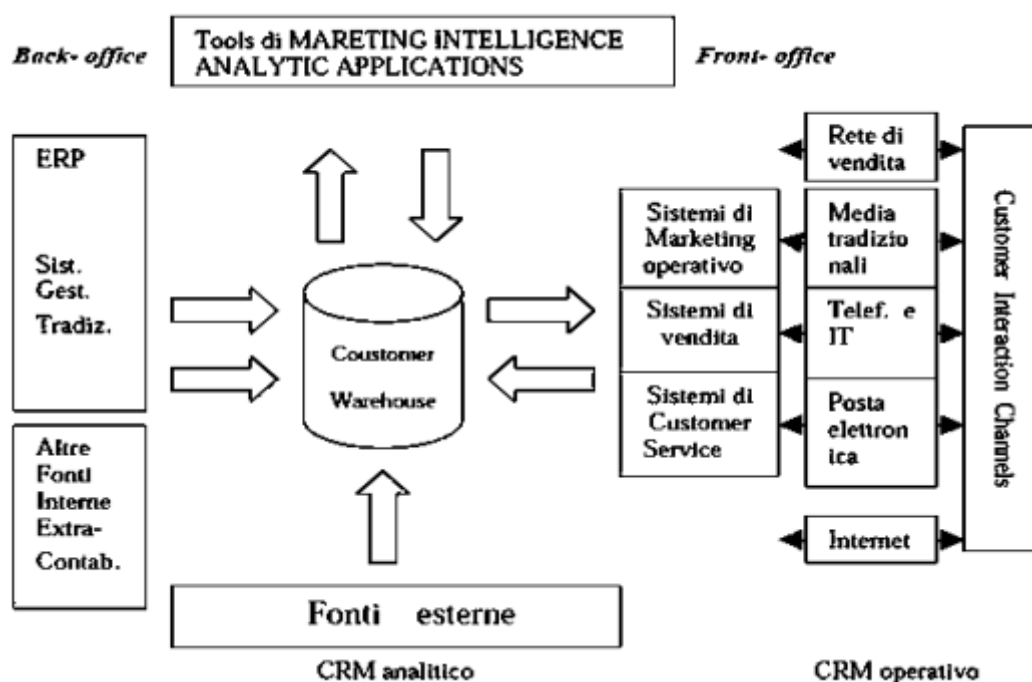 Back- office
Tools di MARETING INTELLIGENCE
ANALYTIC APPLICATIONS
Front- office
ERP
Sist.
Gest.
Tradiz.
Altre
Fonti
Interne
Extra-
Contab.
Coustomer
Warehouse
Fonti esterne
CRM analitico
Sistemi di
Marketing
operativo
Sistemi di
vendita
Sistemi di
Customer
Service
Rete di
vendita
Media
tradizio
nali
Telef. e
IT
Posta
elettron
ica
Internet
Customer Interaction Channels
CRM operativo